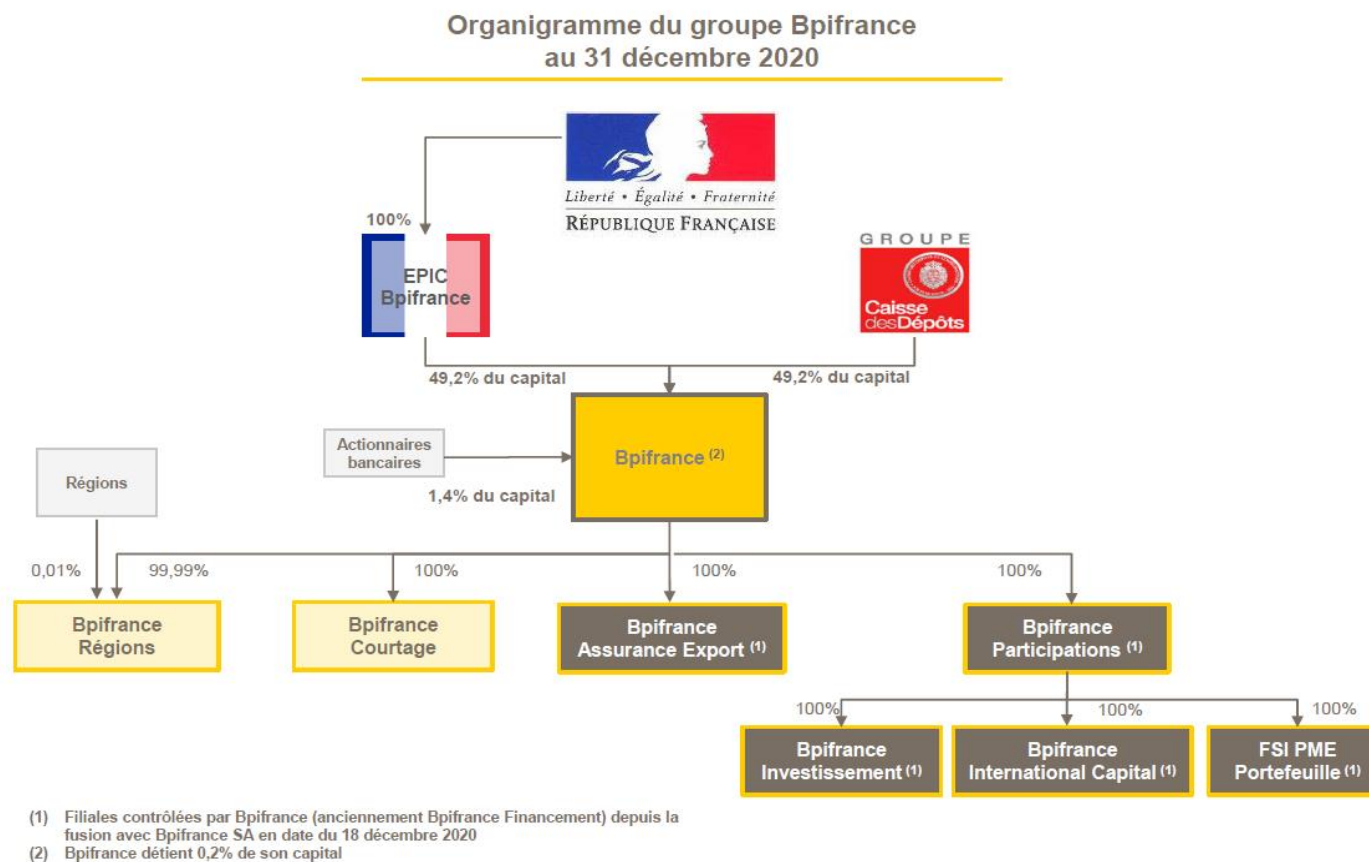 Organigramme du groupe Bpifrance
au 31 décembre 2020
Liberté • Égalité • Fraternité
RÉPUBLIQUE FRANÇAISE
100%
EPIC
Bpifrance
GROUPE
Caisse
desDépôts
49,2% du capital
49,2% du capital
Actionnaires
bancaires
Bpifrance (2)
1,4% du capital
Régions
0,01%
99,99%
100%
100%
100%
Bpifrance
Régions
Bpifrance
Courtage
Bpifrance
Assurance Export (1)
Bpifrance
Participations (1)
100%
100%
100%
Bpifrance
Investissement (1)
Bpifrance
International Capital (1)
FSI PME
Portefeuille (1)
(1) Filiales contrôlées par Bpifrance (anciennement Bpifrance Financement) depuis la
fusion avec Bpifrance SA en date du 18 décembre 2020
(2) Bpifrance détient 0,2% de son capital